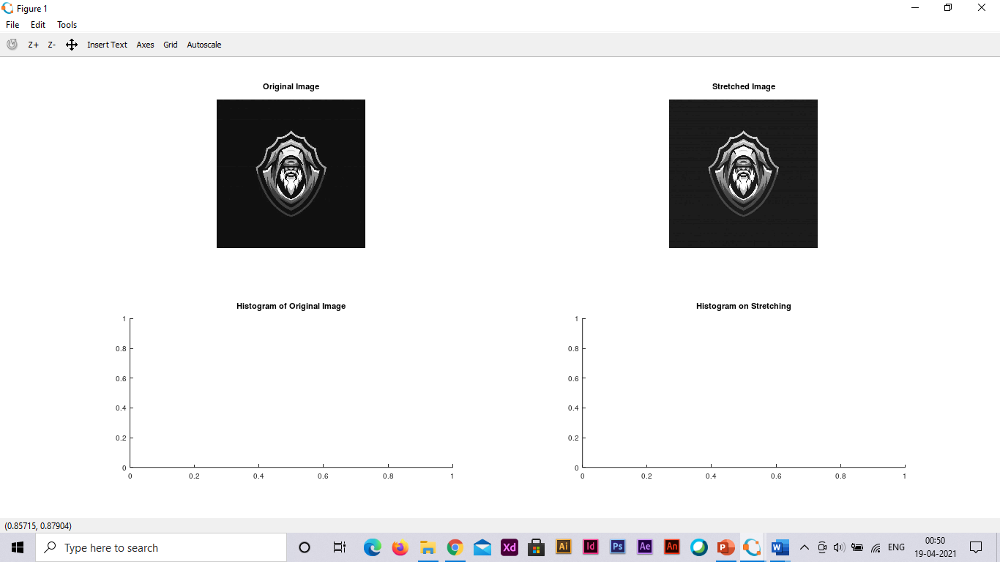 Figure 1
File Edit Tools
Z+ Z- Insert Text Axes Grid Autoscale
Original Image
Stretched Image
Histogram of Original Image
1
0.8
0.6
0.4
0.2
0
0 0.2 0.4 0.6 0.8 1
Histogram on Stretching
1
0.8
0.6
0.4
0.2
0
0 0.2 0.4 0.6 0.8 1
(0.85715, 0.87904)
Type here to search
Xd Ai Id Ps Ae An P W
ENG
00:50
19-04-2021